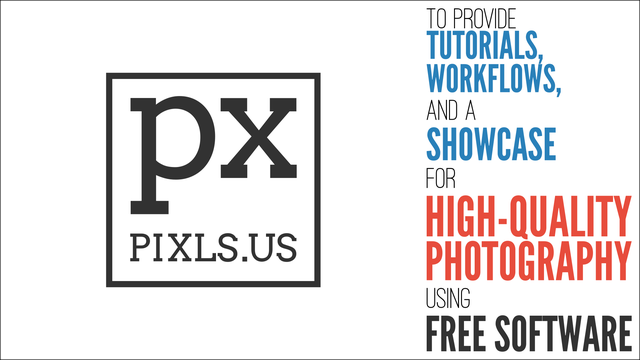 px
PIXLS.US
TO PROVIDE
TUTORIALS,
WORKFLOWS,
AND A
SHOWCASE
FOR
HIGH-QUALITY
PHOTOGRAPHY
USING
FREE SOFTWARE